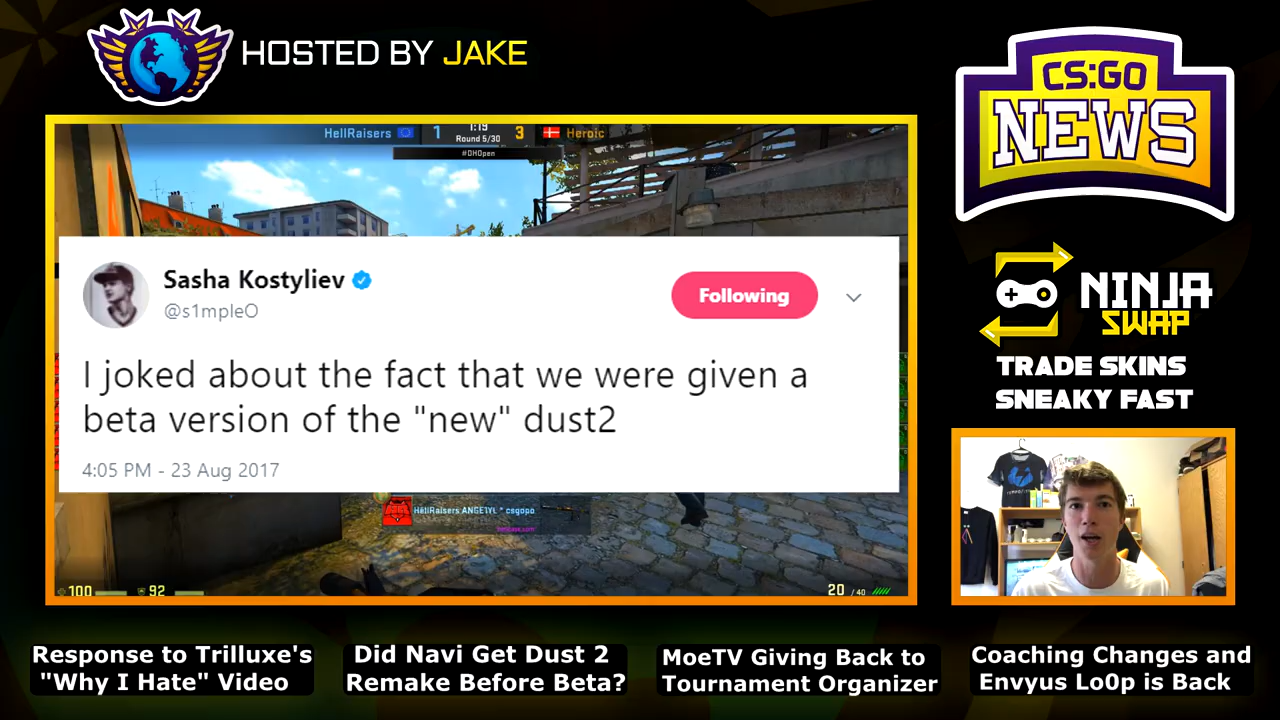 HOSTED BY JAKE
CS:GO
NEWS
HellRaisers 1 1:19 3 Heroic
Round 5/30
#DHOpen
Sasha Kostyliev
@s1mpleO
Following
I joked about the fact that we were given a
beta version of the "new" dust2
4:05 PM - 23 Aug 2017
NINJA
SWAP
TRADE SKINS
SNEAKY FAST
HellRaisers ANGE1YL * csgopo
100 92
20 / 40
Response to Trilluxe's
"Why I Hate" Video
Did Navi Get Dust 2
Remake Before Beta?
MoeTV Giving Back to
Tournament Organizer
Coaching Changes and
Envyus Lo0p is Back